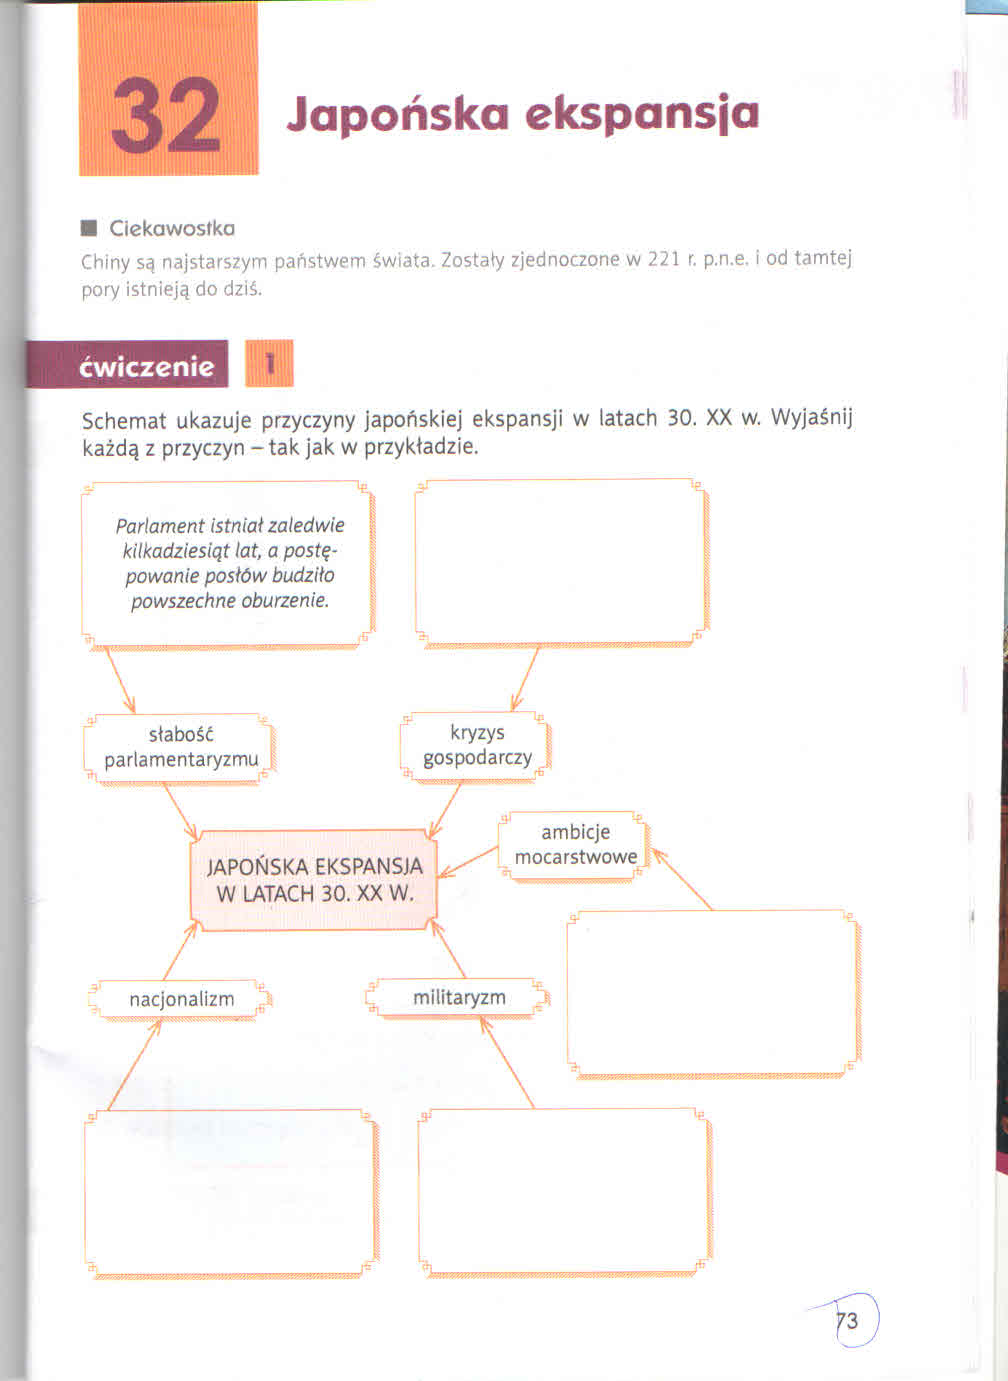 32
Japońska ekspansja
Ciekawostka
Chiny są najstarszym państwem świata. Zostały zjednoczone w 221 r. p.n.e. i od tamtej
pory istnieją do dziś.
ćwiczenie 1
Schemat ukazuje przyczyny japońskiej ekspansji w latach 30. XX w. Wyjaśnij
każdą z przyczyn – tak jak w przykładzie.
Parlament istniał zaledwie
kilkadziesiąt lat, a postę-
powanie posłów budziło
powszechne oburzenie.
słabość
parlamentaryzmu
kryzys
gospodarczy
ambicje
mocarstwowe
JAPOŃSKA EKSPANSJA
W LATACH 30. XX W.
nacjonalizm
militaryzm
73